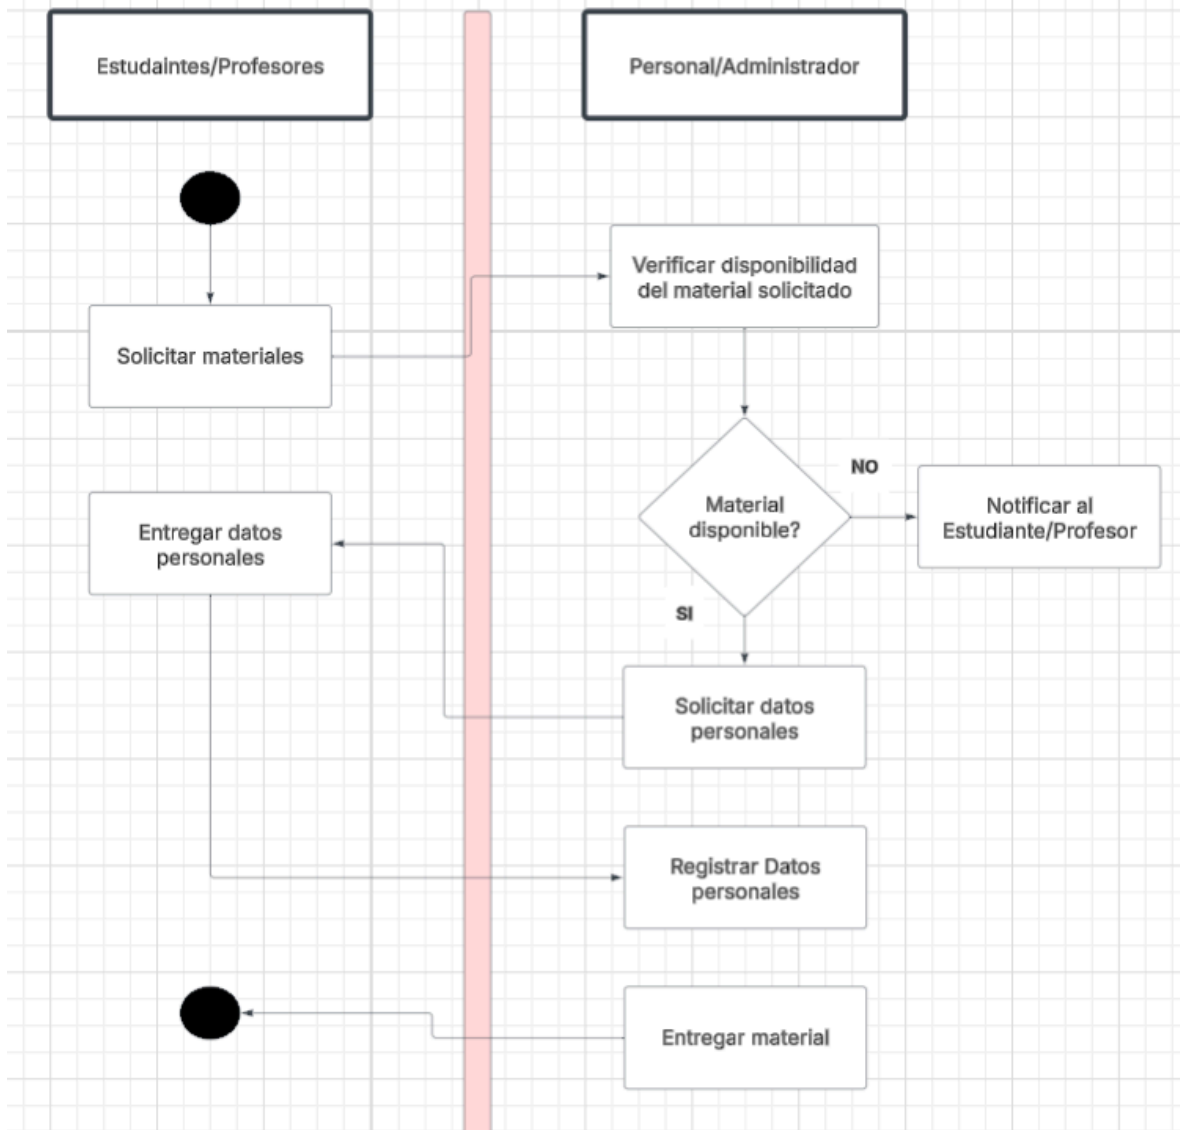 Estudaintes/Profesores
Personal/Administrador
Verificar disponibilidad
del material solicitado
Solicitar materiales
NO
Material
disponible?
Notificar al
Estudiante/Profesor
Entregar datos
personales
SI
Solicitar datos
personales
Registrar Datos
personales
Entregar material